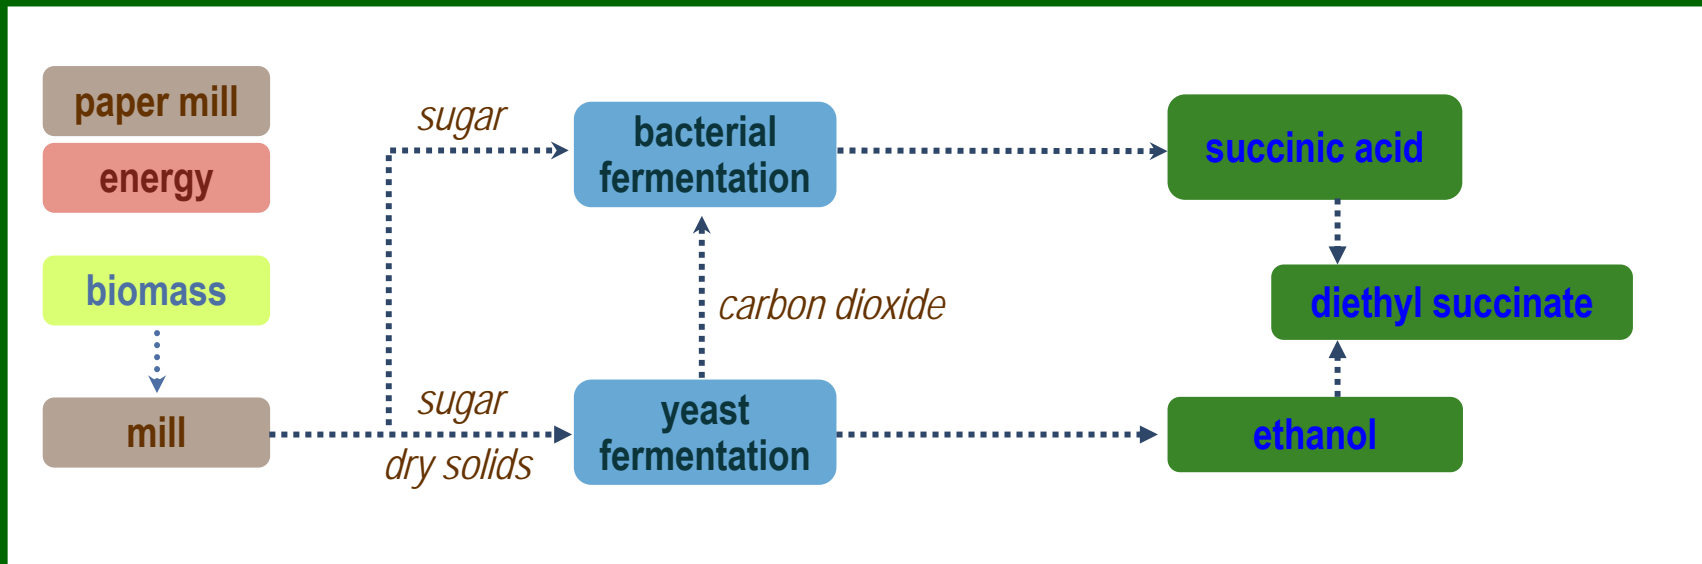 paper mill
energy
biomass
mill
sugar
sugar
dry solids
bacterial
fermentation
carbon dioxide
yeast
fermentation
succinic acid
diethyl succinate
ethanol